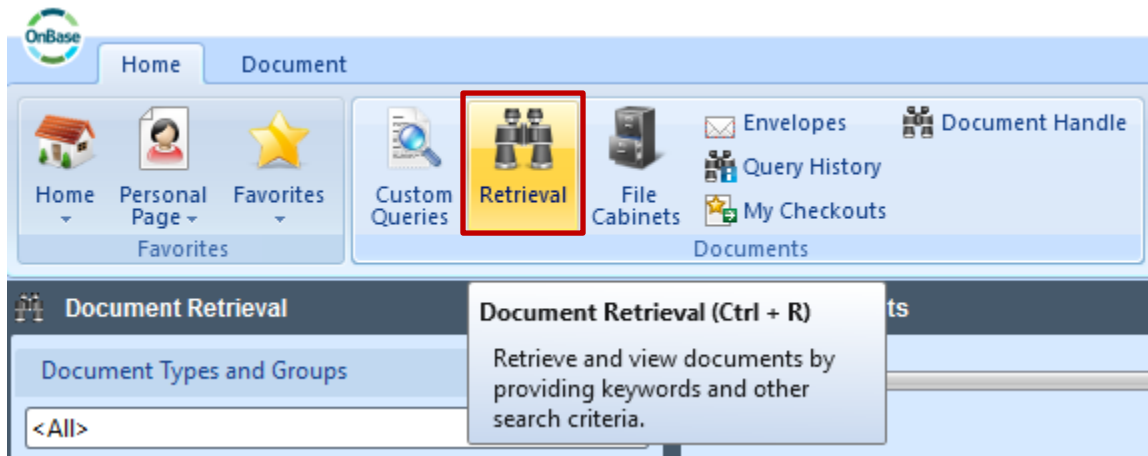 OnBase
Home Document
Home
Personal Page
Favorites
Favorites
Custom Queries
Retrieval
File Cabinets
Envelopes
Query History
My Checkouts
Document Handle
Documents
Document Retrieval
ts
Document Types and Groups
<All>
Document Retrieval (Ctrl + R)
Retrieve and view documents by
providing keywords and other
search criteria.